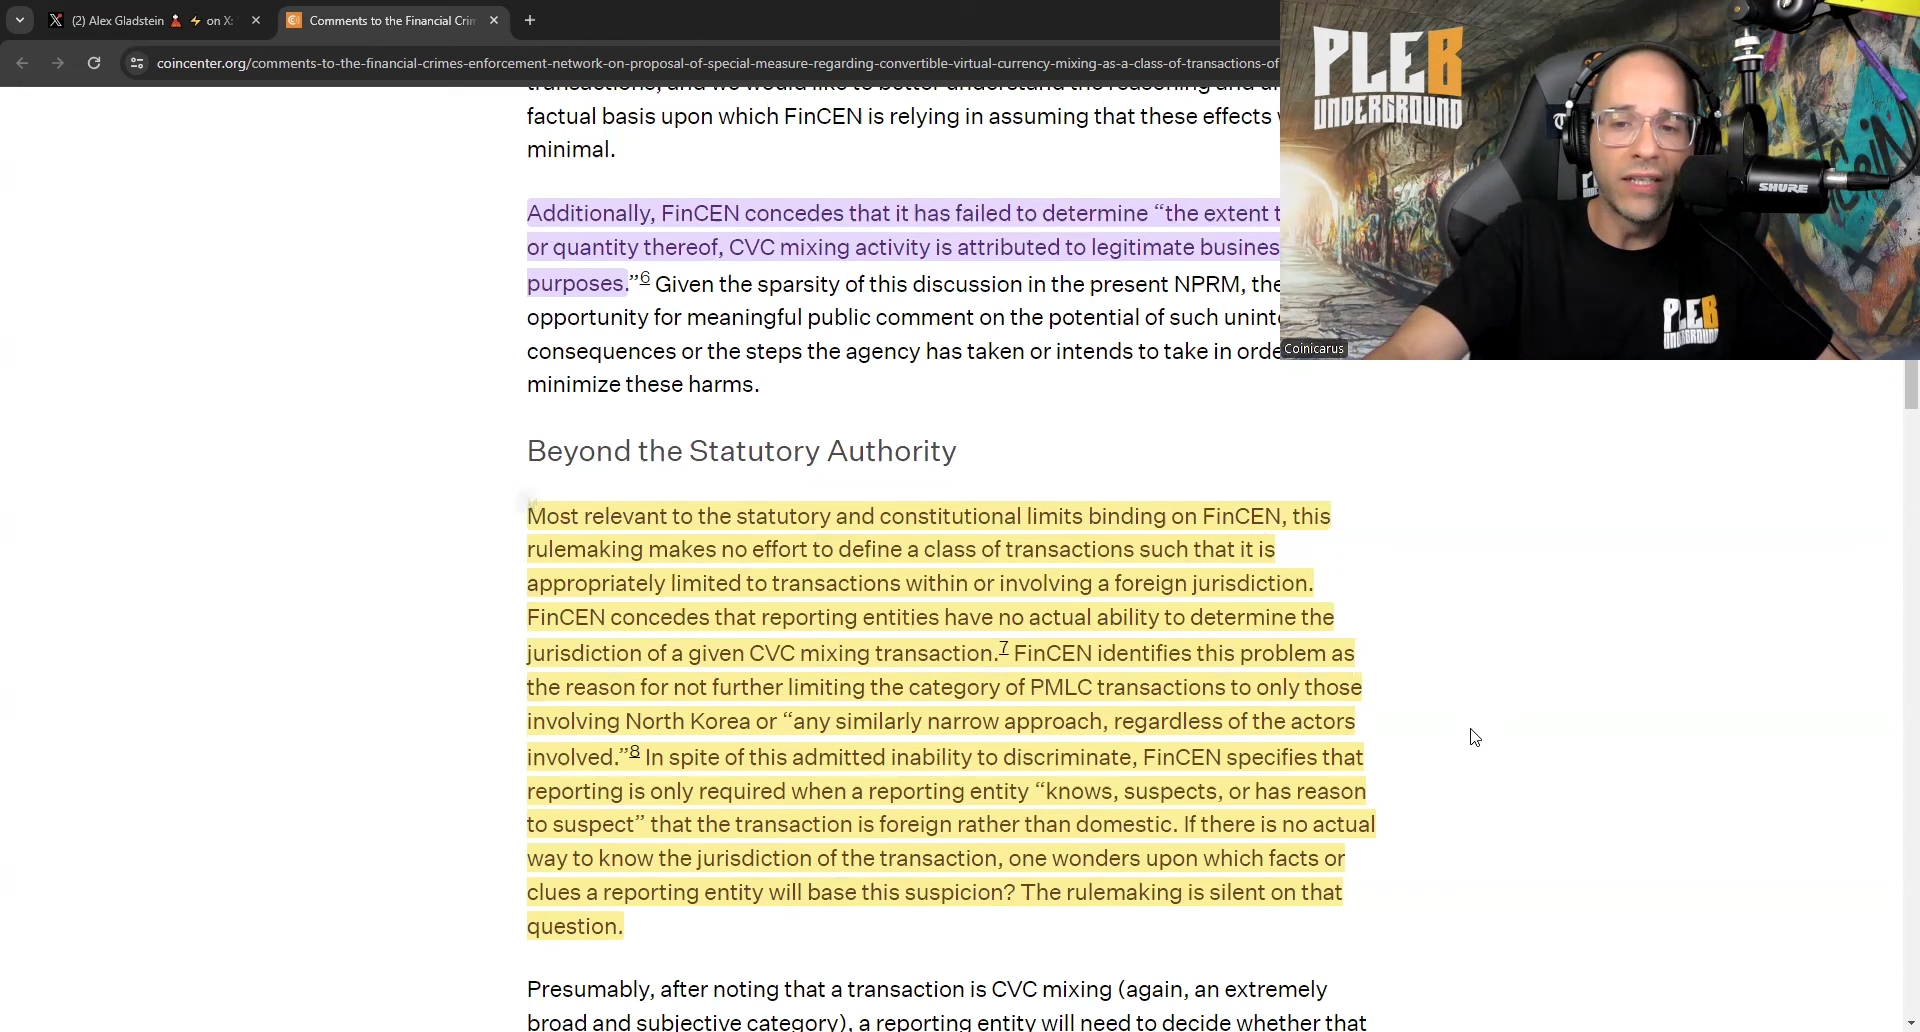 (2) Alex Gladstein on X:
Comments to the Financial Crim
coincenter.org/comments-to-the-financial-crimes-enforcement-network-on-proposal-of-special-measure-regarding-convertible-virtual-currency-mixing-as-a-class-of-transactions-of
factual basis upon which FinCEN is relying in assuming that these effects
minimal.
Additionally, FinCEN concedes that it has failed to determine “the extent
or quantity thereof, CVC mixing activity is attributed to legitimate busines
purposes.”6 Given the sparsity of this discussion in the present NPRM, the
opportunity for meaningful public comment on the potential of such uninte
consequences or the steps the agency has taken or intends to take in orde
minimize these harms.
Beyond the Statutory Authority
Most relevant to the statutory and constitutional limits binding on FinCEN, this
rulemaking makes no effort to define a class of transactions such that it is
appropriately limited to transactions within or involving a foreign jurisdiction.
FinCEN concedes that reporting entities have no actual ability to determine the
jurisdiction of a given CVC mixing transaction.7 FinCEN identifies this problem as
the reason for not further limiting the category of PMLC transactions to only those
involving North Korea or “any similarly narrow approach, regardless of the actors
involved.”8 In spite of this admitted inability to discriminate, FinCEN specifies that
reporting is only required when a reporting entity “knows, suspects, or has reason
to suspect” that the transaction is foreign rather than domestic. If there is no actual
way to know the jurisdiction of the transaction, one wonders upon which facts or
clues a reporting entity will base this suspicion? The rulemaking is silent on that
question.
Presumably, after noting that a transaction is CVC mixing (again, an extremely
broad and subjective category), a reporting entity will need to decide whether that
PLEB
UNDERGROUND
SHURE
PLEB
UNDERGROUND
Coinicarus